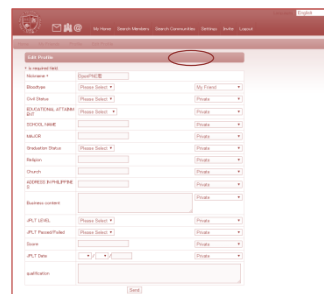 English
My Home Search Members Search Communities Settings Invite Logout
Edit Profile
* is required field.
Nickname *
Bloodtype Please Select My Friend
Civil Status Please Select Private
EDUCATIONAL ATTAINM
ENT Please Select Private
SCHOOL NAME Private
MAJOR Private
Graduation Status Please Select Private
Religion Private
Church Private
ADDRESS IN PHILIPPINE
S Private
Business content Private
JPLT LEVEL Please Select Private
JPLT Passed/Failed Please Select Private
Score Private
JPLT Date / / Private
qualification
Send